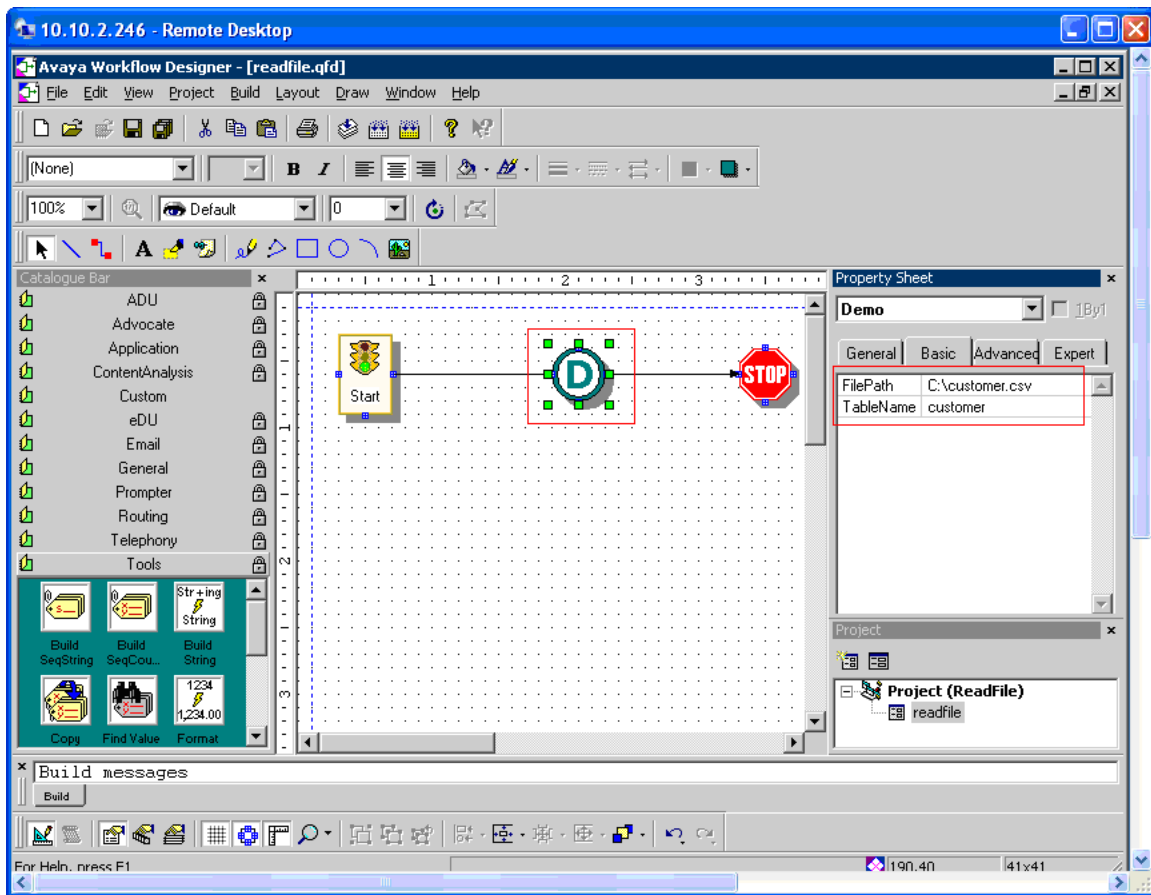 10.10.2.246 - Remote Desktop
Avaya Workflow Designer - [readfile.qfd]
File Edit View Project Build Layout Draw Window Help
(None)
B I
100% Default 0
A
Catalogue Bar
ADU
Advocate
Application
ContentAnalysis
Custom
eDU
Email
General
Prompter
Routing
Telephony
Tools
Build SeqString
Build SeqCou...
Str+ing String
Build String
Copy
Find Value
1234 1,234.00
Format
1 2 3
1
2
3
Start
D
STOP
Property Sheet
Demo 1By1
General Basic Advanced Expert
FilePath C:\customer.csv
TableName customer
Project
Project (ReadFile)
readfile
Build messages
Build
For Help, press F1
190,40 41x41